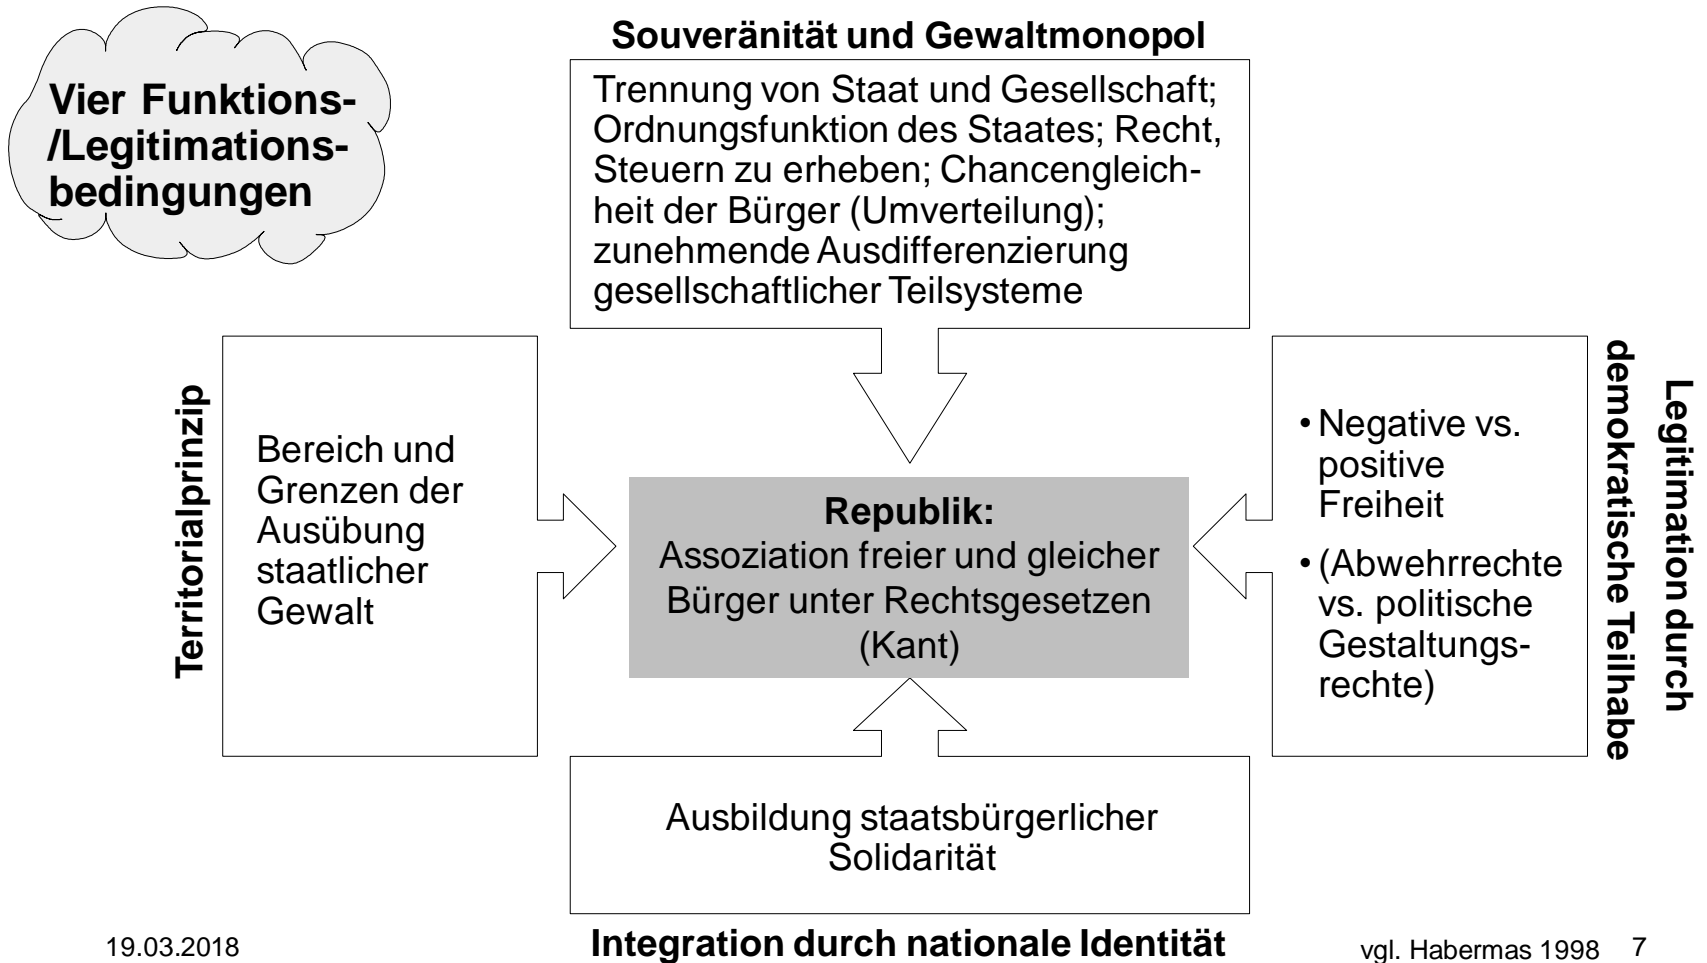 Vier Funktions-
/Legitimations-
bedingungen
Souveränität und Gewaltmonopol
Trennung von Staat und Gesellschaft;
Ordnungsfunktion des Staates; Recht,
Steuern zu erheben; Chancengleich-
heit der Bürger (Umverteilung);
zunehmende Ausdifferenzierung
gesellschaftlicher Teilsysteme
Territorialprinzip
Bereich und
Grenzen der
Ausübung
staatlicher
Gewalt
Republik:
Assoziation freier und gleicher
Bürger unter Rechtsgesetzen
(Kant)
• Negative vs.
positive
Freiheit
• (Abwehrrechte
vs. politische
Gestaltungs-
rechte)
Legitimation durch
demokratische Teilhabe
Ausbildung staatsbürgerlicher
Solidarität
Integration durch nationale Identität
19.03.2018
vgl. Habermas 1998 7